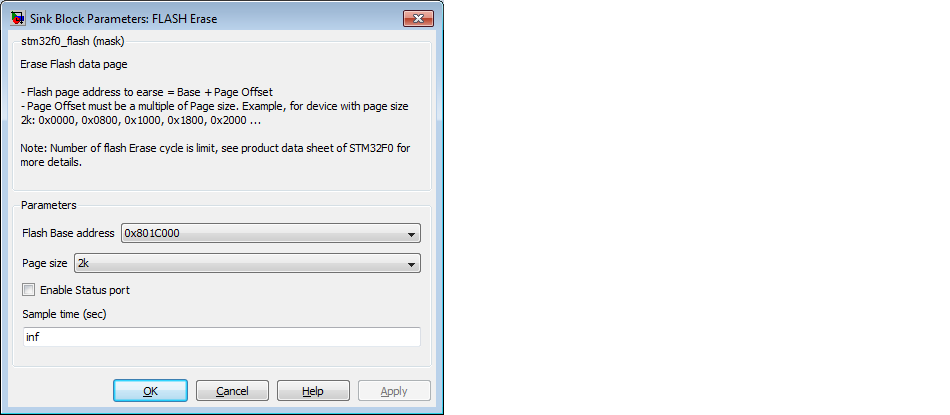 Sink Block Parameters: FLASH Erase
stm32f0_flash (mask)
Erase Flash data page
- Flash page address to earse = Base + Page Offset
- Page Offset must be a multiple of Page size. Example, for device with page size
2k: 0x0000, 0x0800, 0x1000, 0x1800, 0x2000 ...
Note: Number of flash Erase cycle is limit, see product data sheet of STM32F0 for
more details.
Parameters
Flash Base address 0x801C000
Page size 2k
Enable Status port
Sample time (sec)
inf
OK Cancel Help Apply